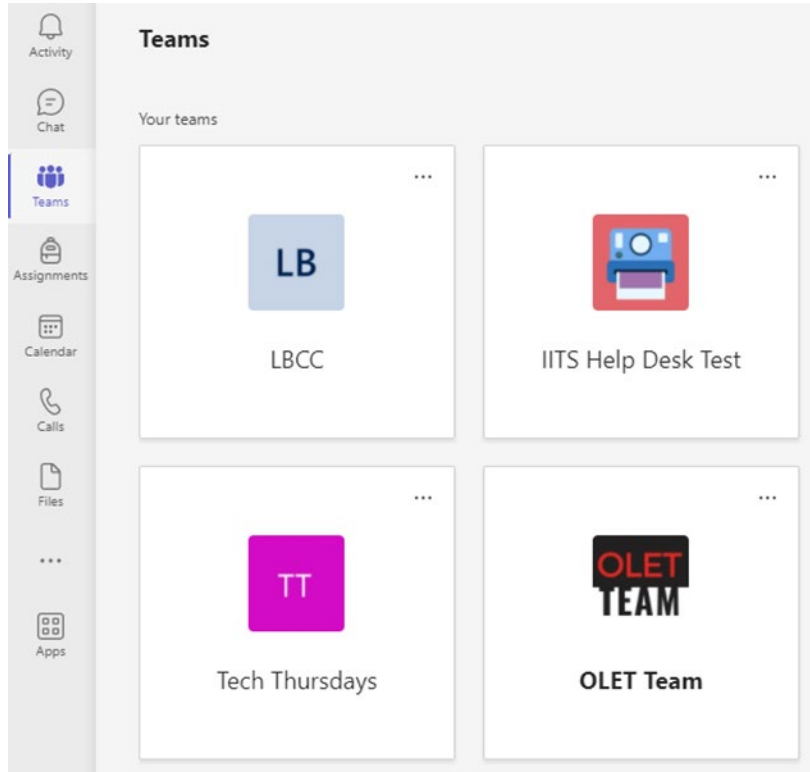 Activity
Chat
Teams
Assignments
Calendar
Calls
Files
Apps
Teams
Your teams
LB
LBCC
IITS Help Desk Test
TT
Tech Thursdays
OLET
TEAM
OLET Team